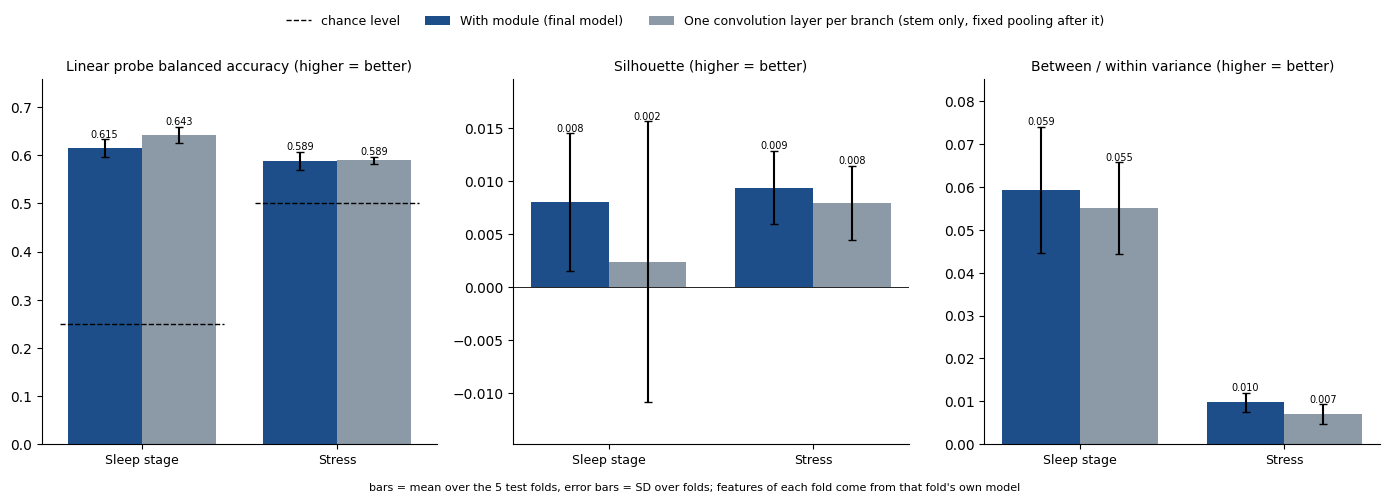 chance level
With module (final model)
One convolution layer per branch (stem only, fixed pooling after it)
Linear probe balanced accuracy (higher = better)
0.7
0.6
0.5
0.4
0.3
0.2
0.1
0.0
0.615
0.643
0.589
0.589
Sleep stage
Stress
Silhouette (higher = better)
0.015
0.010
0.005
0.000
−0.005
−0.010
0.008
0.002
0.009
0.008
Sleep stage
Stress
Between / within variance (higher = better)
0.08
0.07
0.06
0.05
0.04
0.03
0.02
0.01
0.00
0.059
0.055
0.010
0.007
Sleep stage
Stress
bars = mean over the 5 test folds, error bars = SD over folds; features of each fold come from that fold's own model